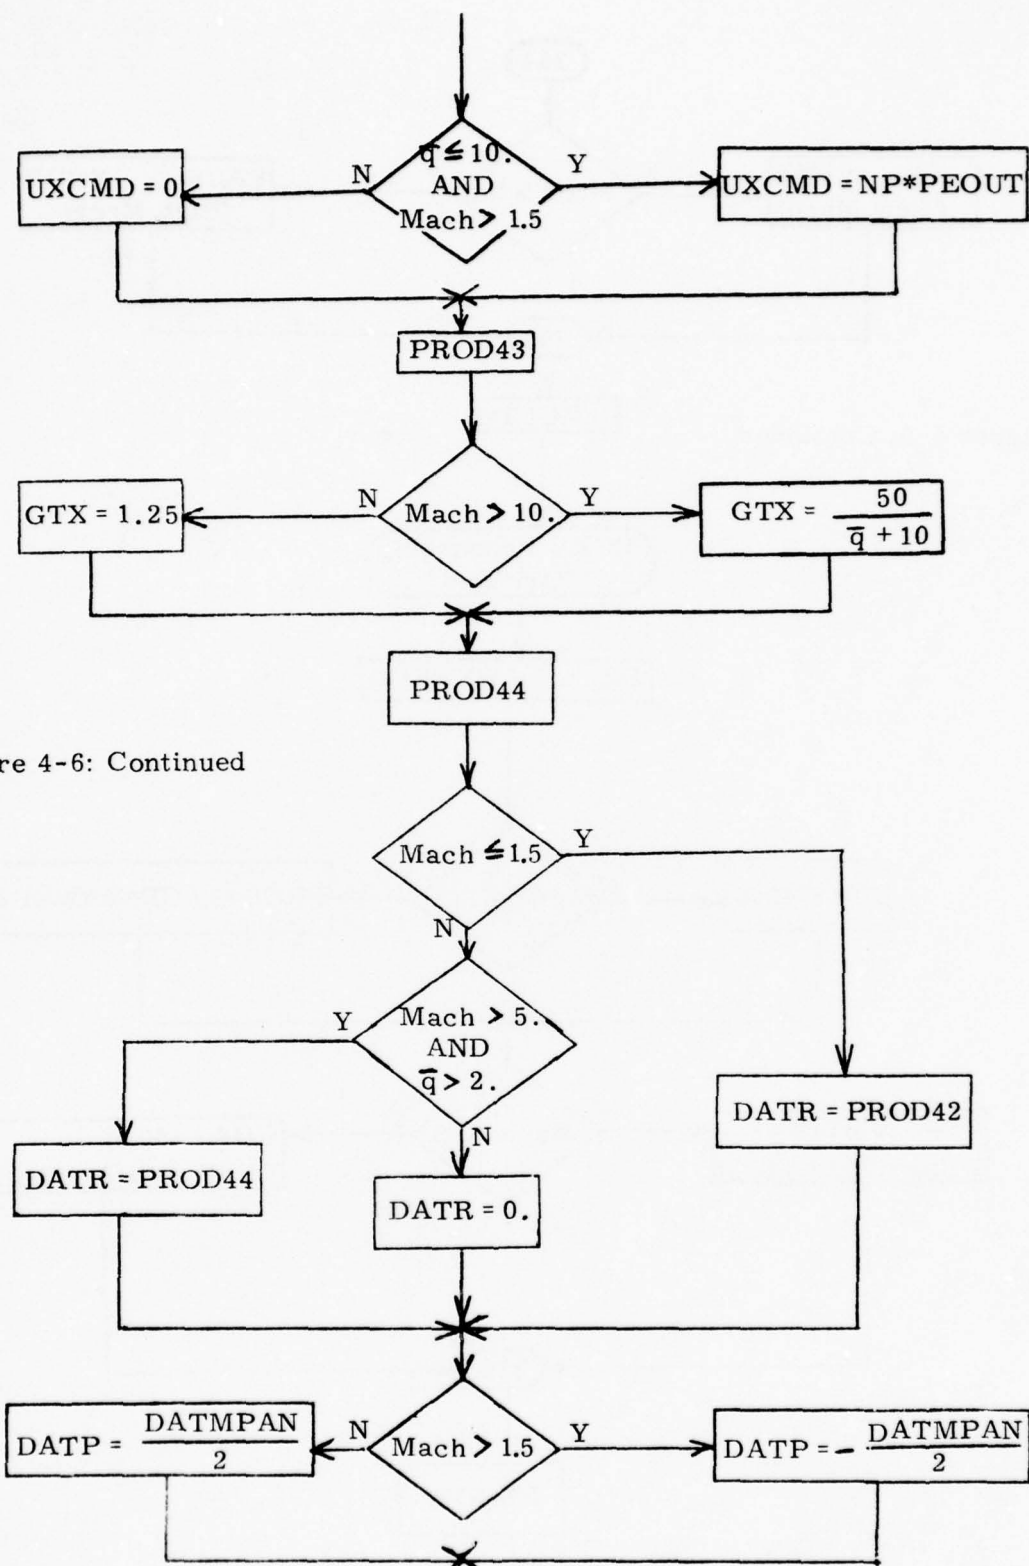 q̅ ≤ 10.
AND
Mach > 1.5
N
Y
UXCMD = 0
UXCMD = NP*PEOUT
PROD43
Mach > 10.
N
Y
GTX = 1.25
GTX = 50
q̅ + 10
PROD44
re 4-6: Continued
Mach ≤ 1.5
Y
N
Mach > 5.
AND
q̅ > 2.
Y
N
DATR = PROD42
DATR = PROD44
DATR = 0.
Mach > 1.5
N
Y
DATP = DATMPAN
2
DATP = - DATMPAN
2